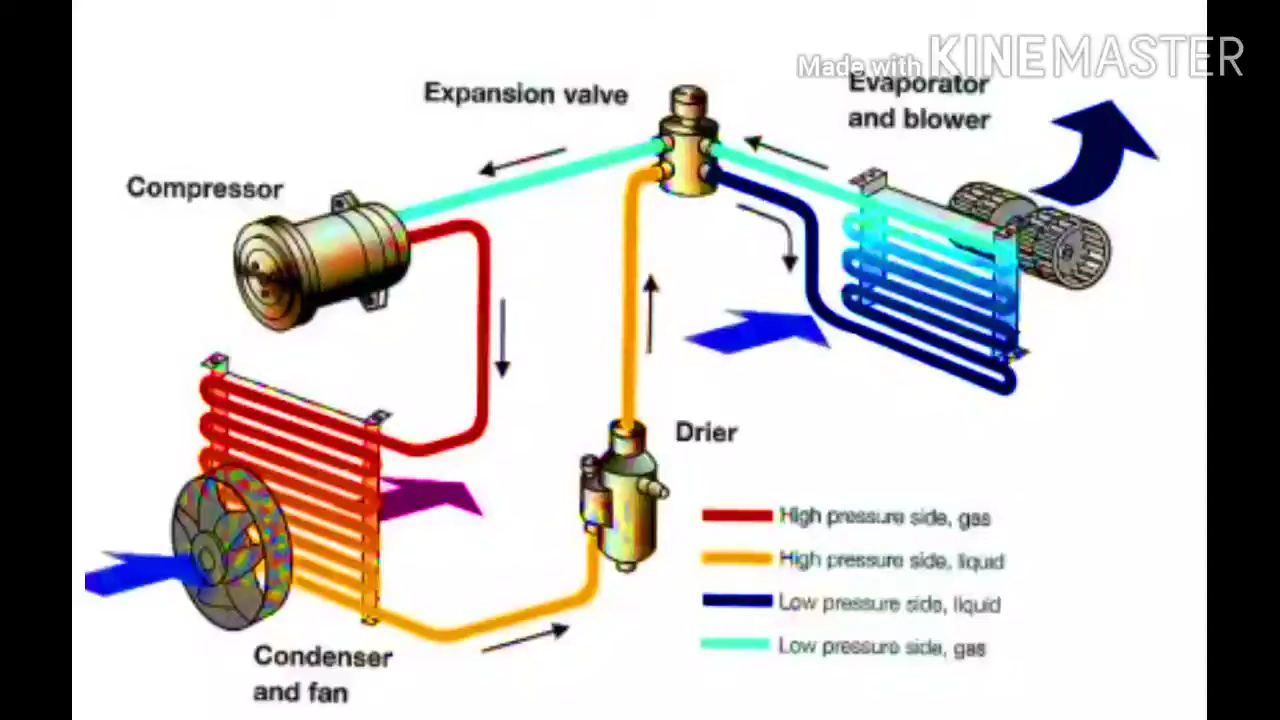 Made with KINEMASTER
Expansion valve
Evaporator
and blower
Compressor
Drier
High pressure side, gas
High pressure side, liquid
Low pressure side, liquid
Low pressure side, gas
Condenser
and fan